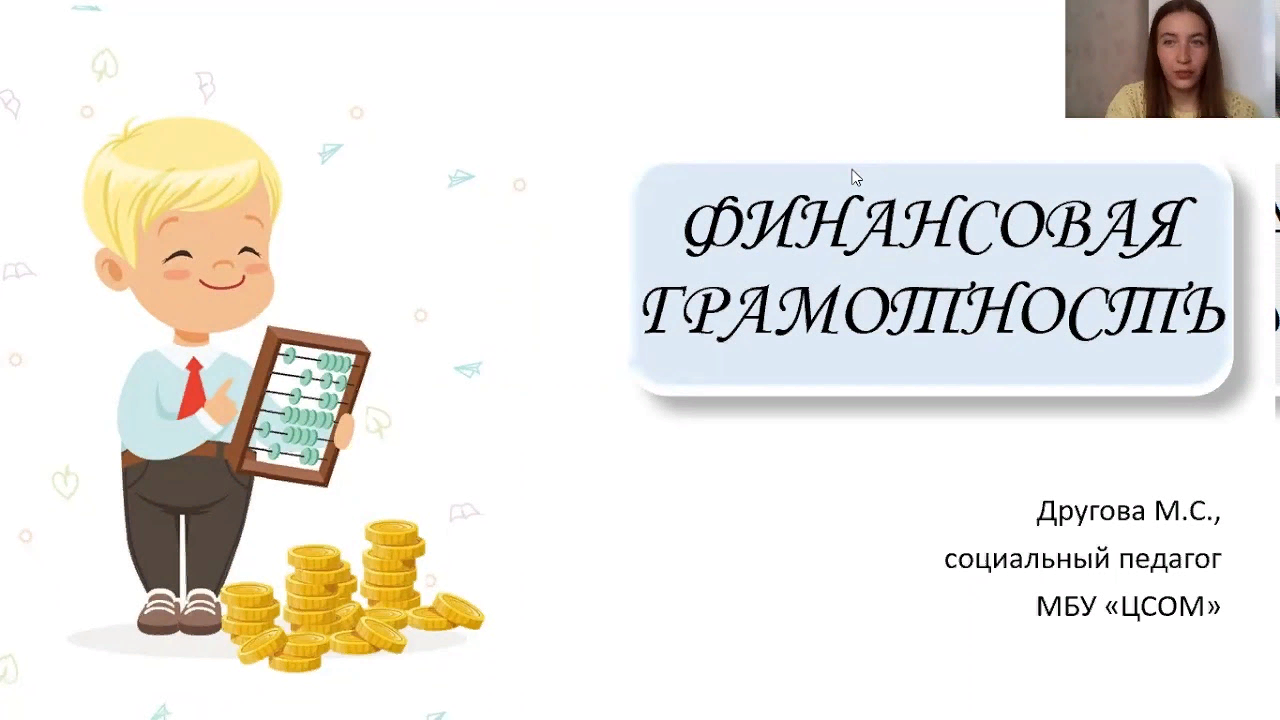 ФИНАНСОВАЯ
ГРАМОТНОСТЬ
Другова М.С.,
социальный педагог
МБУ «ЦСОМ»